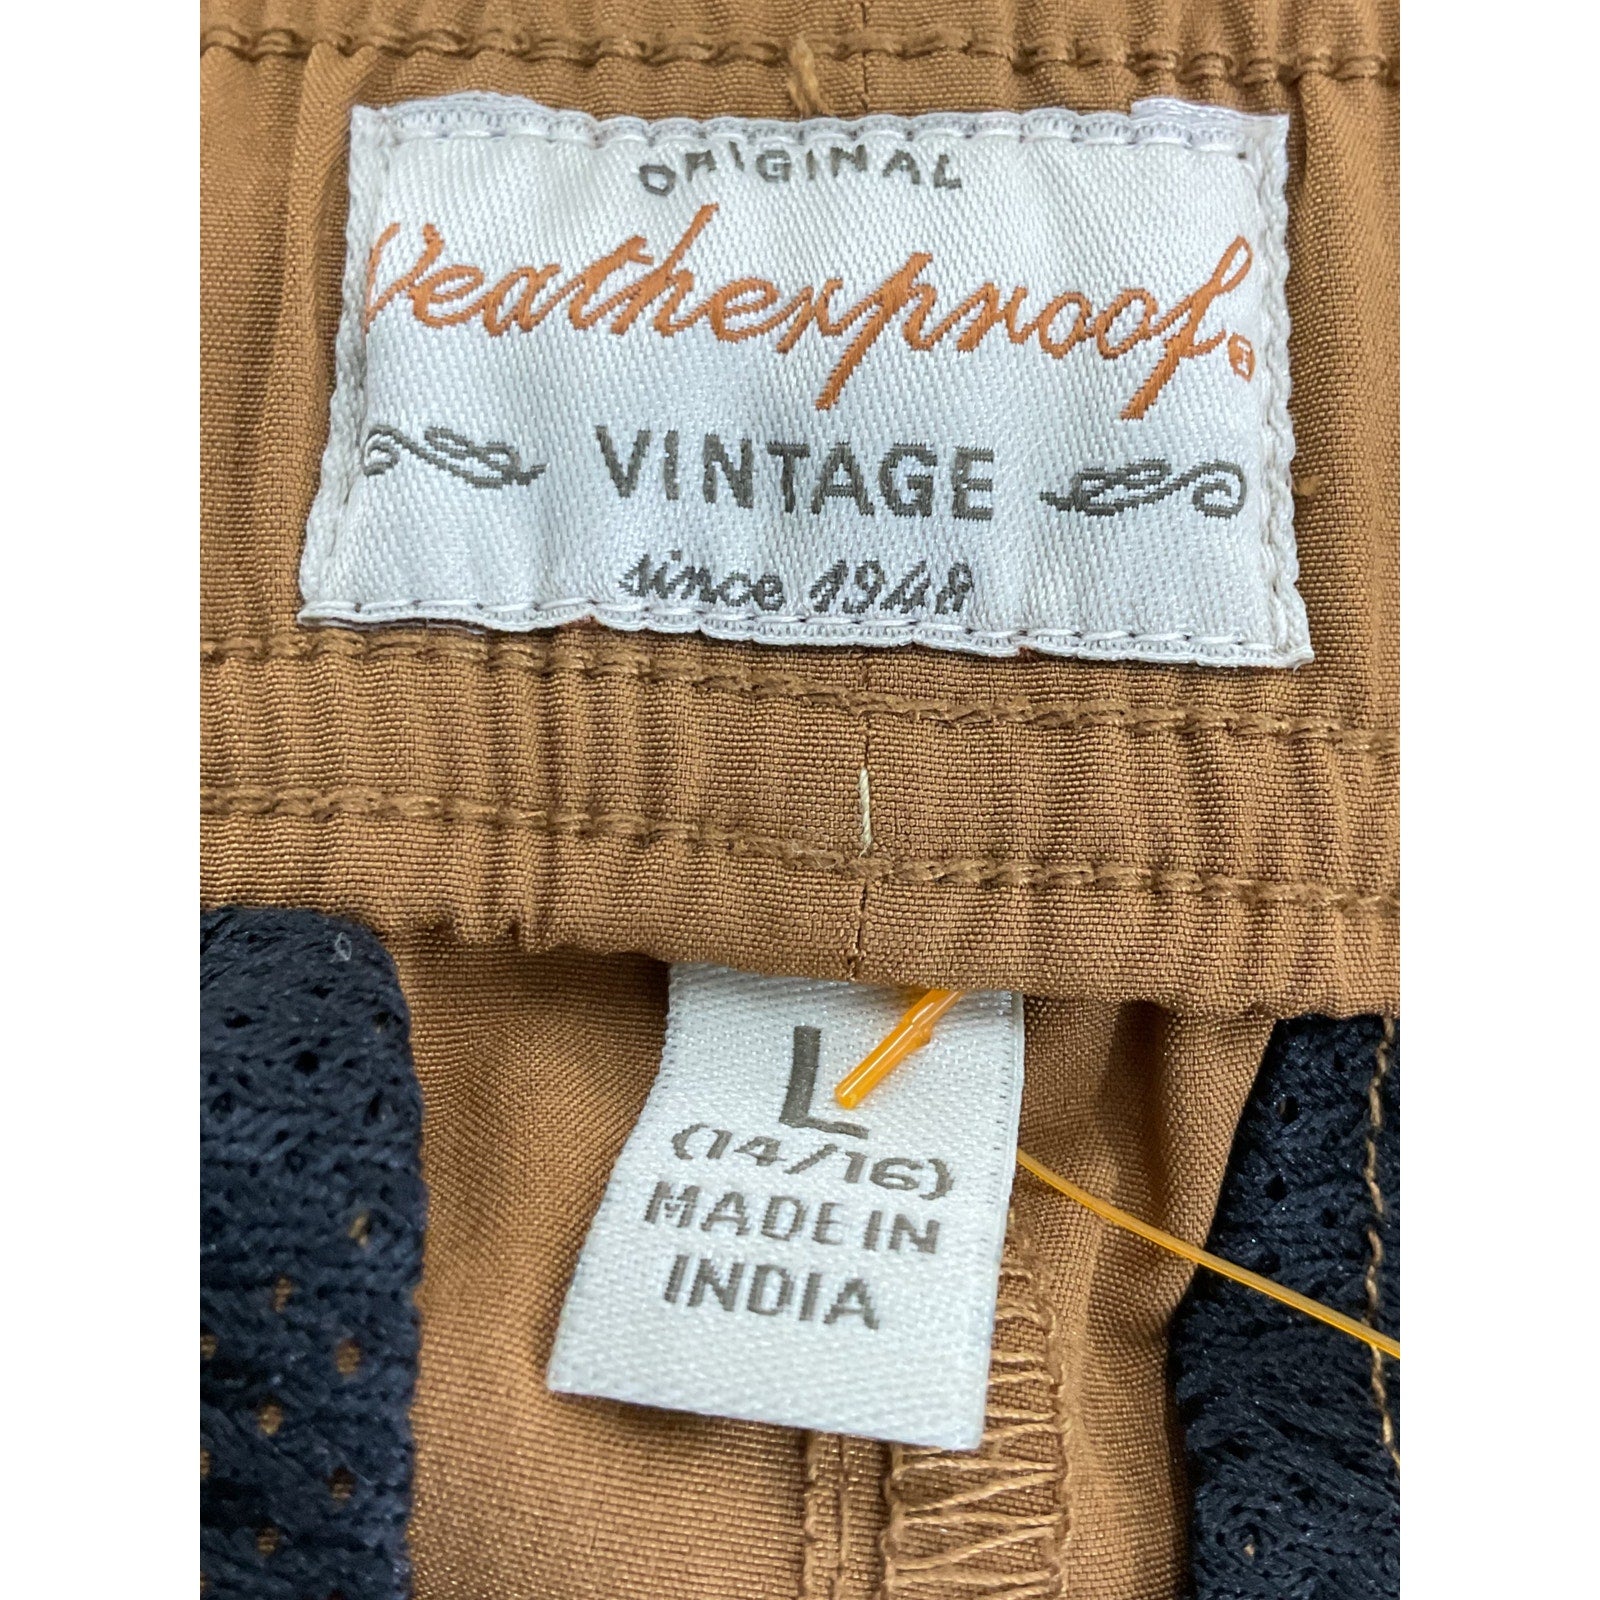 ORIGINAL
Weatherproof®
VINTAGE
since 1948
L
(14/16)
MADE IN
INDIA